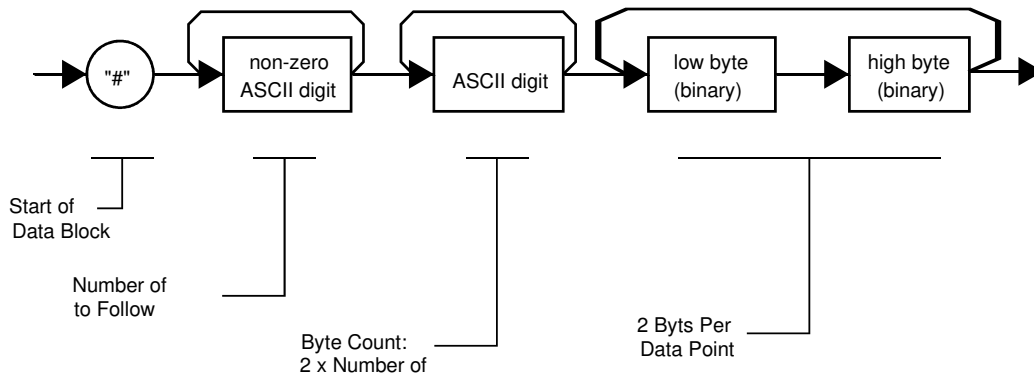 "#"
non-zero
ASCII digit
ASCII digit
low byte
(binary)
high byte
(binary)
Start of
Data Block
Number of
to Follow
Byte Count:
2 x Number of
2 Byts Per
Data Point